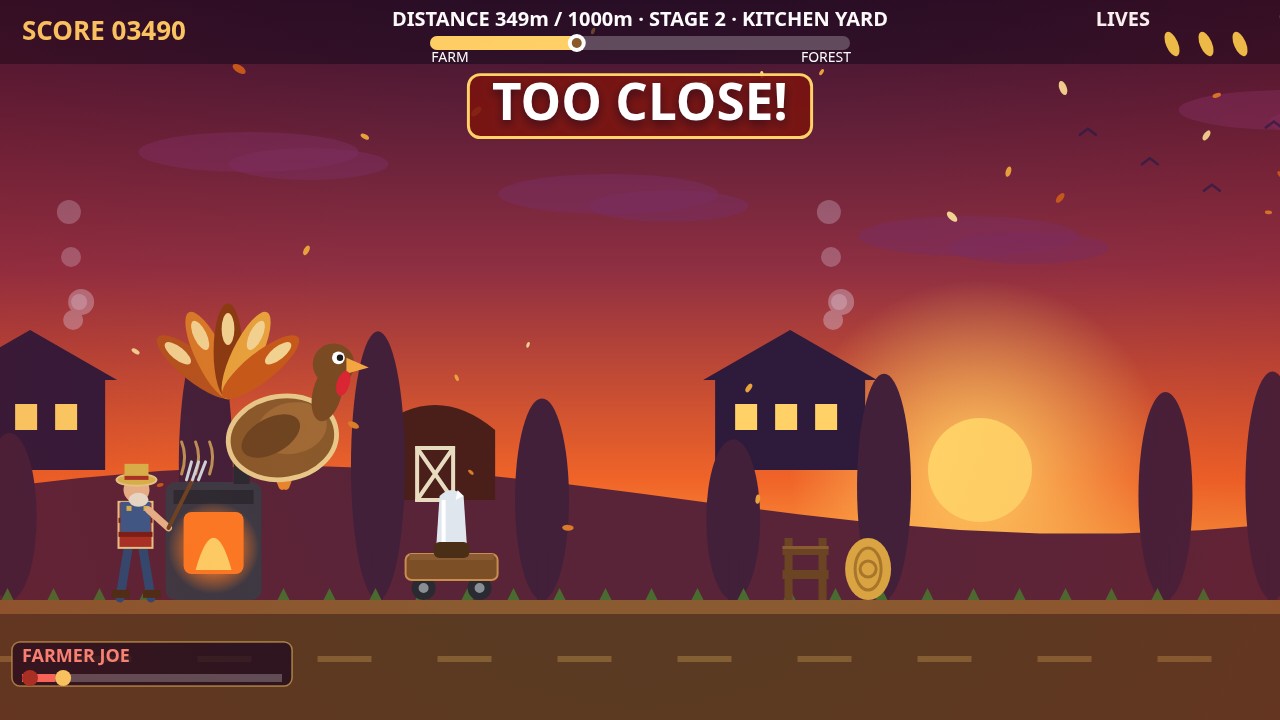 SCORE 03490
DISTANCE 349m / 1000m · STAGE 2 · KITCHEN YARD
LIVES
FARM
FOREST
TOO CLOSE!
FARMER JOE